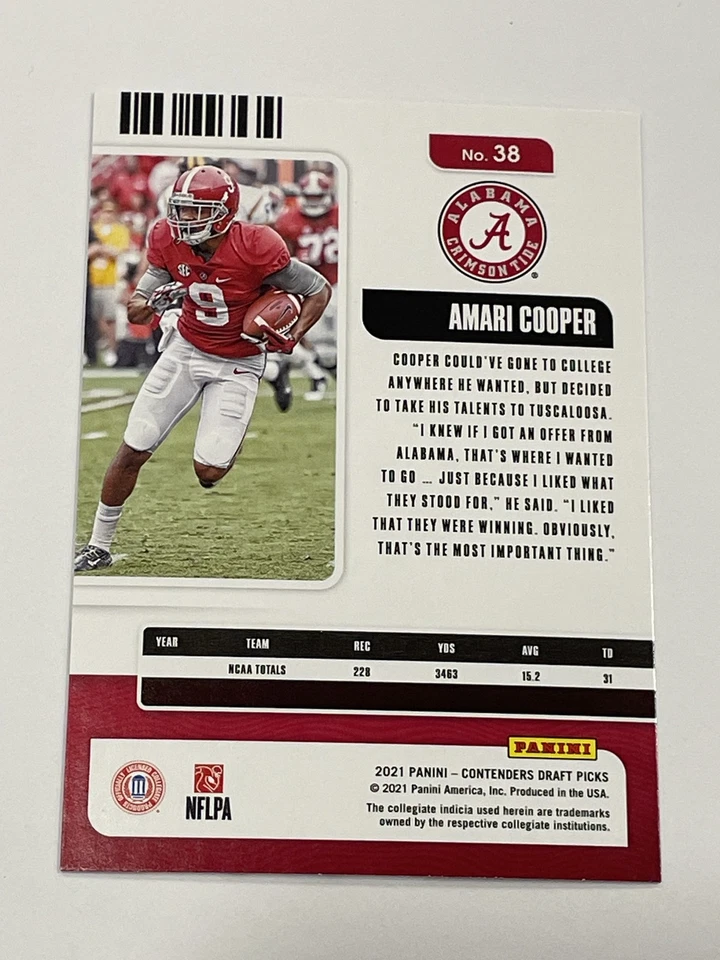 No. 38
ALABAMA
CRIMSON TIDE
A
®
AMARI COOPER
COOPER COULD'VE GONE TO COLLEGE
ANYWHERE HE WANTED, BUT DECIDED
TO TAKE HIS TALENTS TO TUSCALOOSA.
"I KNEW IF I GOT AN OFFER FROM
ALABAMA, THAT'S WHERE I WANTED
TO GO ... JUST BECAUSE I LIKED WHAT
THEY STOOD FOR," HE SAID. "I LIKED
THAT THEY WERE WINNING. OBVIOUSLY,
THAT'S THE MOST IMPORTANT THING."
9
9
SEC
72
YEAR TEAM REC YDS AVG TD
NCAA TOTALS 228 3463 15.2 31
PANINI
2021 PANINI – CONTENDERS DRAFT PICKS
© 2021 Panini America, Inc. Produced in the USA.
The collegiate indicia used herein are trademarks
owned by the respective collegiate institutions.
OFFICIALLY LICENSED COLLEGIATE PRODUCTS
NFLPA